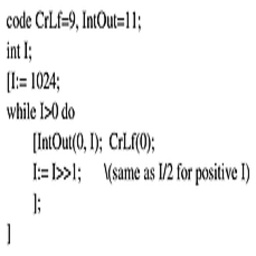 code CrLf=9, IntOut=11;
int I;
[I:= 1024;
while I>0 do
[IntOut(0, I); CrLf(0);
I:= I>>1; \(same as I/2 for positive I)
];
]